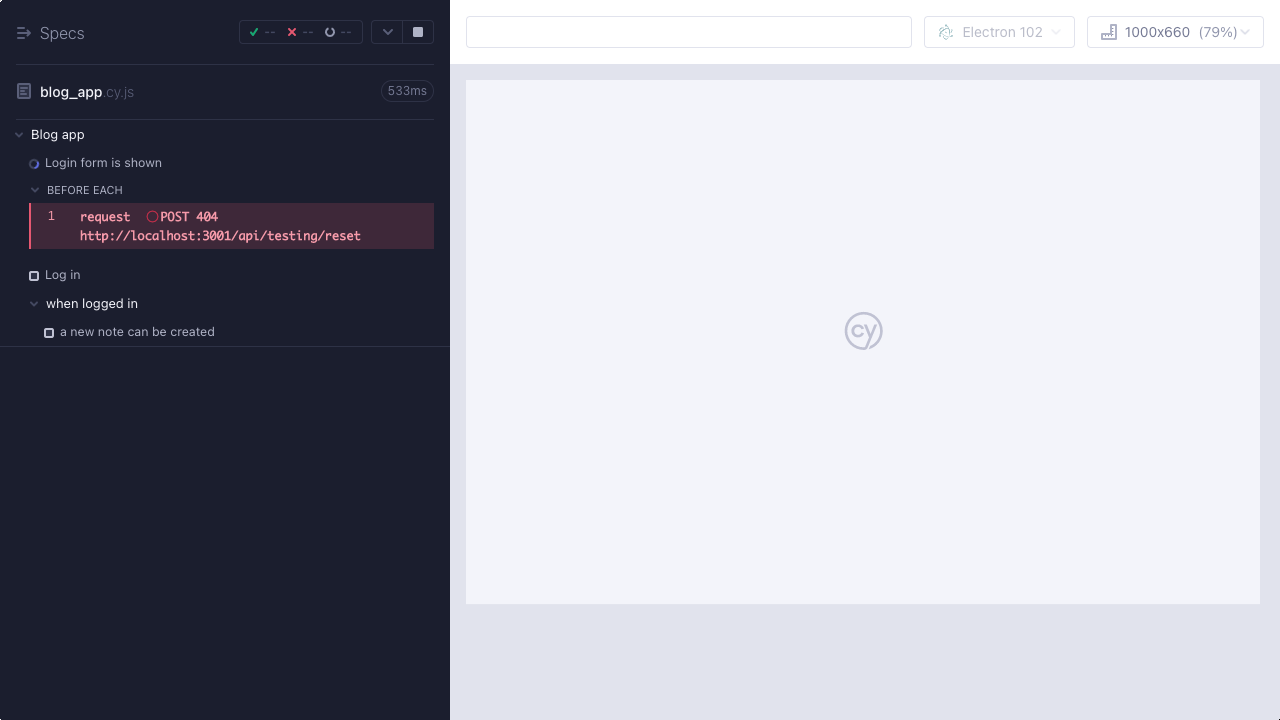 Specs
-- -- --
Electron 102
1000x660 (79%)
blog_app.cy.js
533ms
Blog app
Login form is shown
BEFORE EACH
1 request POST 404
http://localhost:3001/api/testing/reset
Log in
when logged in
a new note can be created
cy